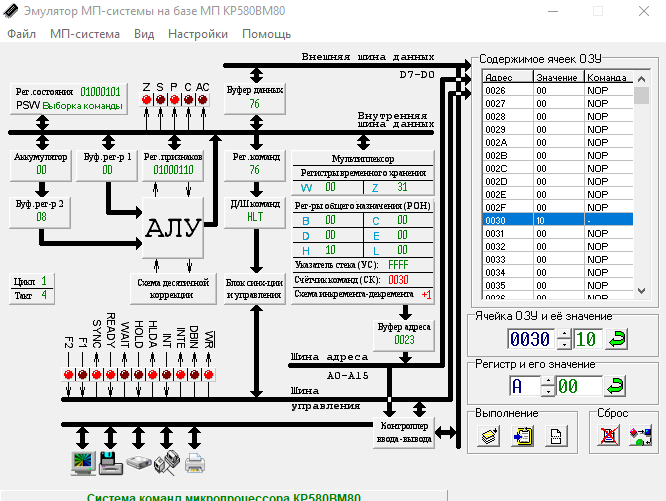 Эмулятор МП-системы на базе МП КР580ВМ80
Файл МП-система Вид Настройки Помощь
Внешняя шина данных
D7-D0
Рег.состояния 01000101
PSW Выборка команды
Z S P C AC
Буфер данных
76
Внутренняя
шина данных
Аккумулятор
00
Буф.рег-р 1
00
Рег.признаков
01000110
Рег.команд
76
Мультиплексор
Регистры временного хранения
W 00 Z 31
Буф.рег-р 2
08
АЛУ
Д/Ш команд
HLT
Рег-ры общего назначения (РОН)
B 00 C 00
D 00 E 00
H 10 L 00
Указатель стека (УС): FFFF
Счётчик команд (СК): 0030
Схема инкремента-декремента +1
Цикл 1
Такт 4
Схема десятичной
коррекции
Блок синх-ции
и управления
Буфер адреса
0023
F2 F1 SYNC READY WAIT HOLD HLDA INT INTE DBIN WR
Шина адреса
A0-A15
Шина
управления
Контроллер
ввода-вывода
Содержимое ячеек ОЗУ
Адрес Значение Команда
0026 00 NOP
0027 00 NOP
0028 00 NOP
0029 00 NOP
002A 00 NOP
002B 00 NOP
002C 00 NOP
002D 00 NOP
002E 00 NOP
002F 00 NOP
0030 10 -
0031 00 NOP
0032 00 NOP
0033 00 NOP
0034 00 NOP
0035 00 NOP
0036 00 NOP
Ячейка ОЗУ и её значение
0030 10
Регистр и его значение
A 00
Выполнение
Сброс
Система команд микропроцессора КР580ВМ80